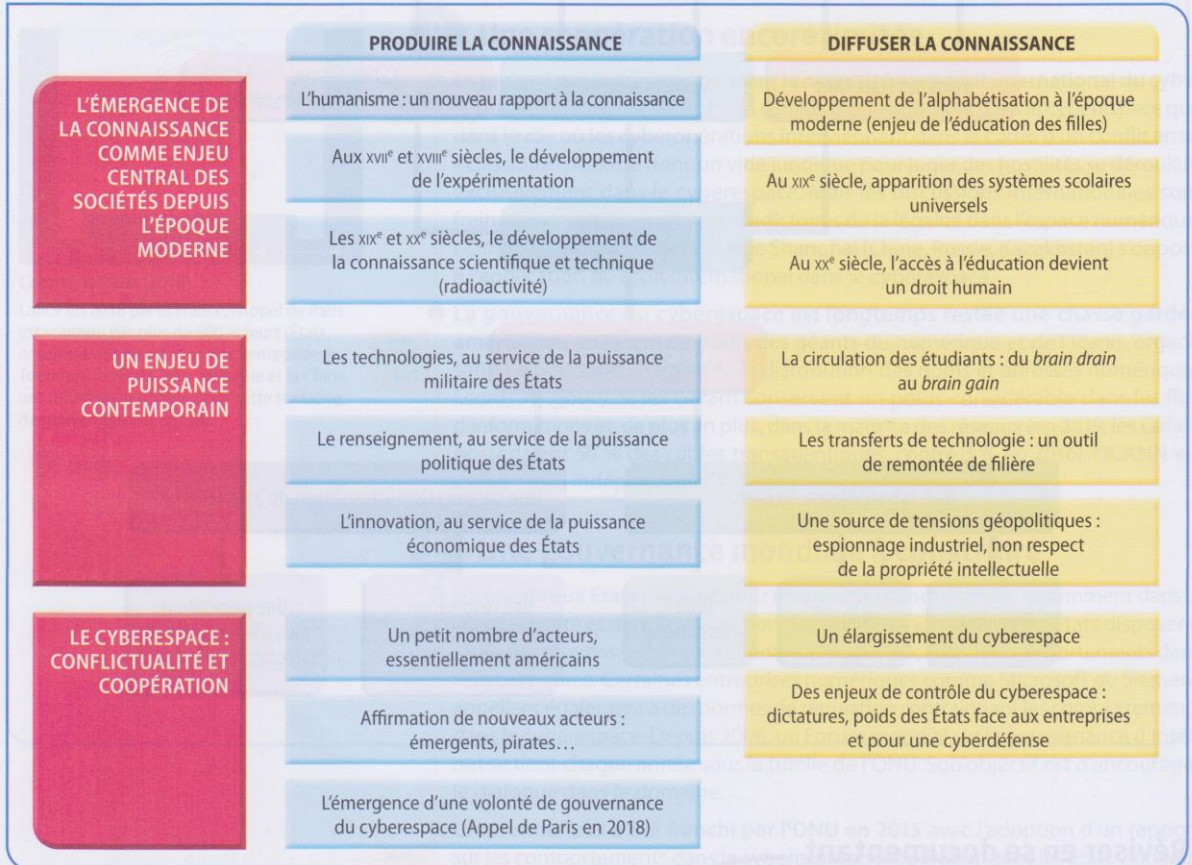 PRODUIRE LA CONNAISSANCE
DIFFUSER LA CONNAISSANCE
L'ÉMERGENCE DE
LA CONNAISSANCE
COMME ENJEU
CENTRAL DES
SOCIÉTÉS DEPUIS
L'ÉPOQUE
MODERNE
L'humanisme : un nouveau rapport à la connaissance
Aux XVIIe et XVIIIe siècles, le développement
de l'expérimentation
Les XIXe et XXe siècles, le développement de
la connaissance scientifique et technique
(radioactivité)
Développement de l'alphabétisation à l'époque
moderne (enjeu de l'éducation des filles)
Au XIXe siècle, apparition des systèmes scolaires
universels
Au XXe siècle, l'accès à l'éducation devient
un droit humain
UN ENJEU DE
PUISSANCE
CONTEMPORAIN
Les technologies, au service de la puissance
militaire des États
Le renseignement, au service de la puissance
politique des États
L'innovation, au service de la puissance
économique des États
La circulation des étudiants : du brain drain
au brain gain
Les transferts de technologie : un outil
de remontée de filière
Une source de tensions géopolitiques :
espionnage industriel, non respect
de la propriété intellectuelle
LE CYBERESPACE :
CONFLICTUALITÉ ET
COOPÉRATION
Un petit nombre d'acteurs,
essentiellement américains
Affirmation de nouveaux acteurs :
émergents, pirates…
L'émergence d'une volonté de gouvernance
du cyberespace (Appel de Paris en 2018)
Un élargissement du cyberespace
Des enjeux de contrôle du cyberespace :
dictatures, poids des États face aux entreprises
et pour une cyberdéfense